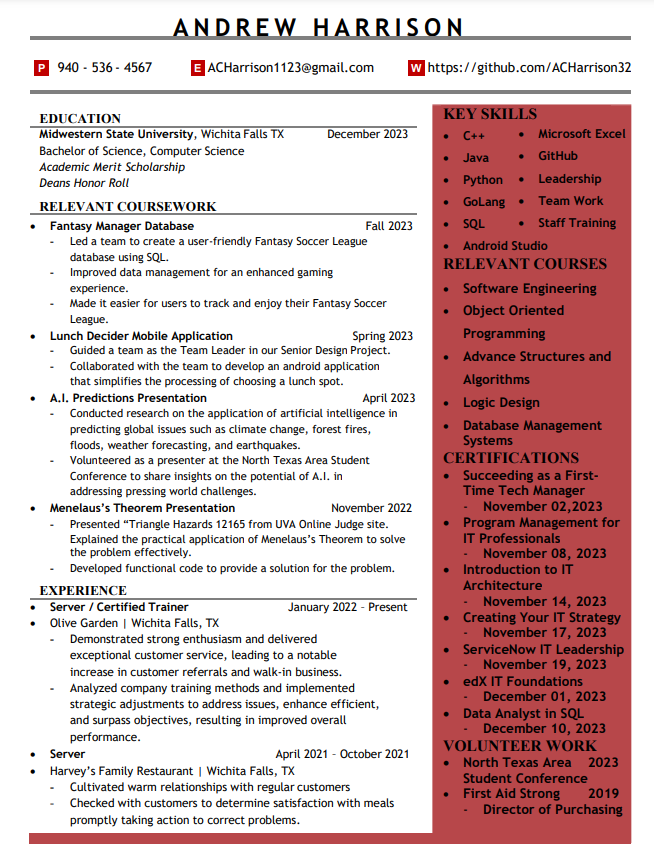 ANDREW HARRISON
P 940 - 536 - 4567 E ACHarrison1123@gmail.com W https://github.com/ACHarrison32
EDUCATION
Midwestern State University, Wichita Falls TX December 2023
Bachelor of Science, Computer Science
Academic Merit Scholarship
Deans Honor Roll
RELEVANT COURSEWORK
• Fantasy Manager Database Fall 2023
- Led a team to create a user-friendly Fantasy Soccer League
database using SQL.
- Improved data management for an enhanced gaming
experience.
- Made it easier for users to track and enjoy their Fantasy Soccer
League.
• Lunch Decider Mobile Application Spring 2023
- Guided a team as the Team Leader in our Senior Design Project.
- Collaborated with the team to develop an android application
that simplifies the processing of choosing a lunch spot.
• A.I. Predictions Presentation April 2023
- Conducted research on the application of artificial intelligence in
predicting global issues such as climate change, forest fires,
floods, weather forecasting, and earthquakes.
- Volunteered as a presenter at the North Texas Area Student
Conference to share insights on the potential of A.I. in
addressing pressing world challenges.
• Menelaus’s Theorem Presentation November 2022
- Presented “Triangle Hazards 12165 from UVA Online Judge site.
Explained the practical application of Menelaus’s Theorem to solve
the problem effectively.
- Developed functional code to provide a solution for the problem.
EXPERIENCE
• Server / Certified Trainer January 2022 – Present
• Olive Garden | Wichita Falls, TX
- Demonstrated strong enthusiasm and delivered
exceptional customer service, leading to a notable
increase in customer referrals and walk-in business.
- Analyzed company training methods and implemented
strategic adjustments to address issues, enhance efficient,
and surpass objectives, resulting in improved overall
performance.
• Server April 2021 – October 2021
• Harvey’s Family Restaurant | Wichita Falls, TX
- Cultivated warm relationships with regular customers
- Checked with customers to determine satisfaction with meals
promptly taking action to correct problems.
KEY SKILLS
• C++ • Microsoft Excel
• Java • GitHub
• Python • Leadership
• GoLang • Team Work
• SQL • Staff Training
• Android Studio
RELEVANT COURSES
• Software Engineering
• Object Oriented
Programming
• Advance Structures and
Algorithms
• Logic Design
• Database Management
Systems
CERTIFICATIONS
• Succeeding as a First-
Time Tech Manager
- November 02,2023
• Program Management for
IT Professionals
- November 08, 2023
• Introduction to IT
Architecture
- November 14, 2023
• Creating Your IT Strategy
- November 17, 2023
• ServiceNow IT Leadership
- November 19, 2023
• edX IT Foundations
- December 01, 2023
• Data Analyst in SQL
- December 10, 2023
VOLUNTEER WORK
• North Texas Area 2023
Student Conference
• First Aid Strong 2019
- Director of Purchasing